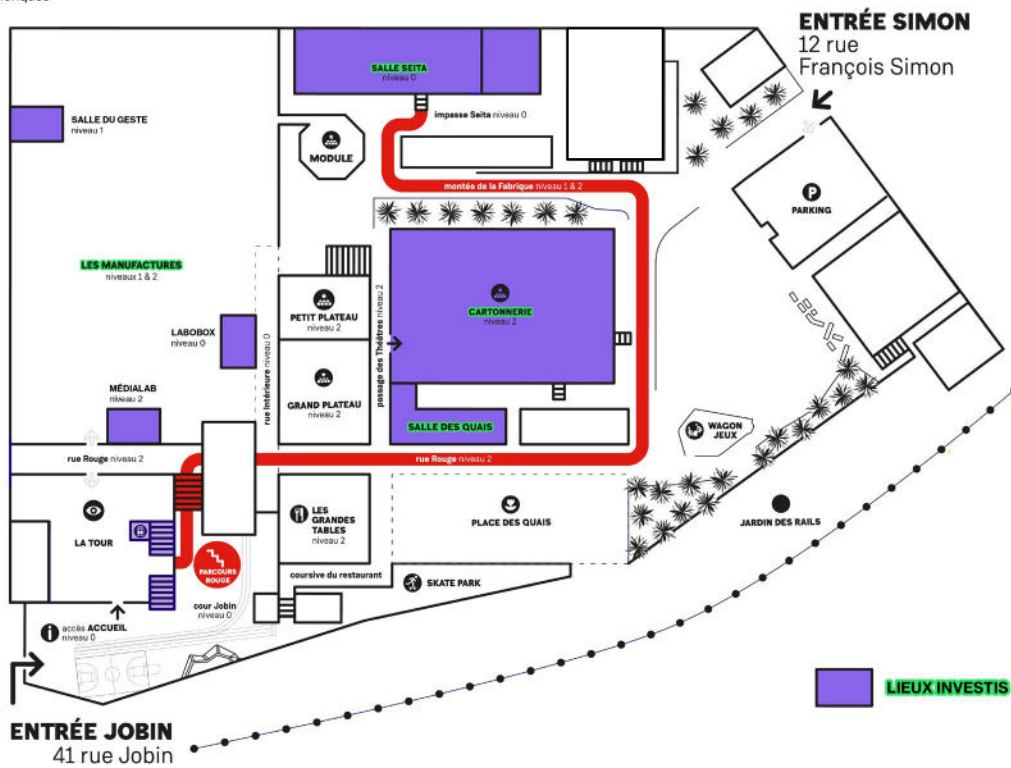 ENTRÉE SIMON
12 rue
François Simon
SALLE SEITA
niveau 0
SALLE DU GESTE
niveau 1
impasse Seita niveau 0
MODULE
montée de la Fabrique niveau 1 & 2
P
PARKING
LES MANUFACTURES
niveaux 1 & 2
PETIT PLATEAU
niveau 2
CARTONNERIE
niveau 2
LABOBOX
niveau 0
rue Intérieure niveau 0
passage des Théâtres niveau 2
MÉDIALAB
niveau 2
GRAND PLATEAU
niveau 2
SALLE DES QUAIS
WAGON
JEUX
rue Rouge niveau 2
rue Rouge niveau 2
LA TOUR
LES
GRANDES
TABLES
niveau 2
PLACE DES QUAIS
JARDIN DES RAILS
PARCOURS
ROUGE
coursive du restaurant
SKATE PARK
cour Jobin
niveau 0
i
accès ACCUEIL
niveau 0
LIEUX INVESTIS
ENTRÉE JOBIN
41 rue Jobin